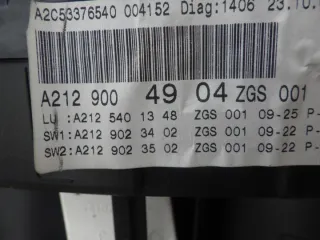 A2C53376540 004152 Diag:1406 23.10.
A212 900 49 04 ZGS 001
LU :A212 540 13 48 ZGS 001 09-25 P-
SW1:A212 902 34 02 ZGS 001 09-22 P-
SW2:A212 902 35 02 ZGS 001 09-22 P-